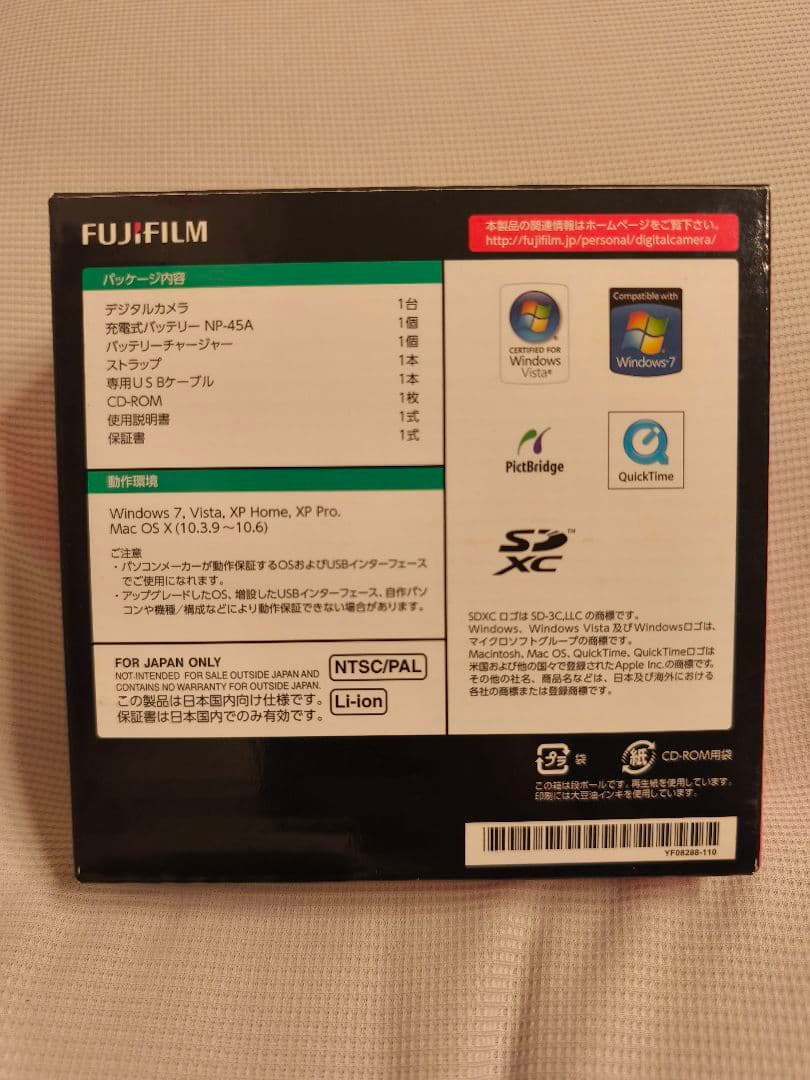 FUJIFILM
本製品の関連情報はホームページをご覧下さい。
http://fujifilm.jp/personal/digitalcamera/
パッケージ内容
デジタルカメラ 1台
充電式バッテリー NP-45A 1個
バッテリーチャージャー 1個
ストラップ 1本
専用USBケーブル 1本
CD-ROM 1枚
使用説明書 1式
保証書 1式
動作環境
Windows 7, Vista, XP Home, XP Pro.
Mac OS X (10.3.9～10.6)
ご注意
・パソコンメーカーが動作保証するOSおよびUSBインターフェース
でご使用になれます。
・アップグレードしたOS、増設したUSBインターフェース、自作パソ
コンや機種/構成などにより動作保証できない場合があります。
FOR JAPAN ONLY
NOT-INTENDED FOR SALE OUTSIDE JAPAN AND
CONTAINS NO WARRANTY FOR OUTSIDE JAPAN.
この製品は日本国内向け仕様です。
保証書は日本国内でのみ有効です。
NTSC/PAL
Li-ion
CERTIFIED FOR
Windows
Vista®
Compatible with
Windows 7
PictBridge
QuickTime
SD
XC
™
SDXC ロゴは SD-3C,LLC の商標です。
Windows、Windows Vista 及びWindowsロゴは、
マイクロソフトグループの商標です。
Macintosh、Mac OS、QuickTime、QuickTimeロゴは
米国および他の国々で登録されたApple Inc.の商標です。
その他の社名、商品名などは、日本及び海外における
各社の商標または登録商標です。
プラ 袋
紙 CD-ROM用袋
この箱は段ボールです。再生紙を使用しています。
印刷には大豆油インキを使用しています。
YF08288-110